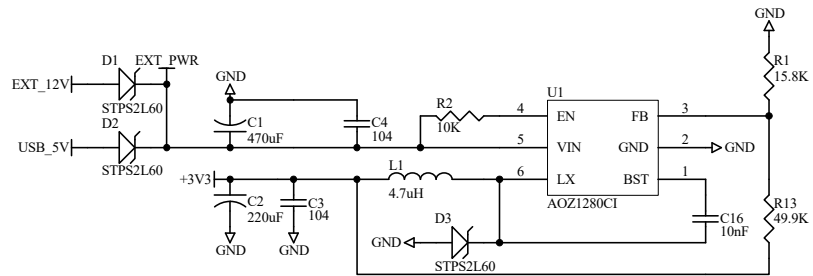 GND
D1 EXT_PWR
R1
EXT_12V
GND
U1
15.8K
STPS2L60
R2
C1
C4
10K
4
EN
FB
3
D2
470uF
104
USB_5V
5
VIN
GND
2
GND
STPS2L60
L1
+3V3
6
LX
BST
1
C2
C3
4.7uH
AOZ1280CI
220uF
104
D3
C16
R13
10nF
49.9K
GND
GND
GND
STPS2L60